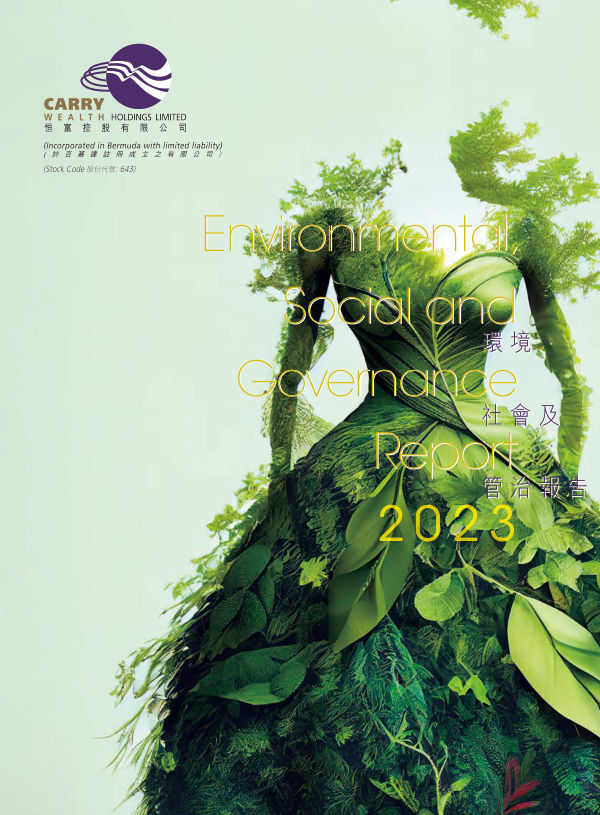 CARRY
WEALTH HOLDINGS LIMITED
恒富控股有限公司
(Incorporated in Bermuda with limited liability)
(於百慕達註冊成立之有限公司)
(Stock Code 股份代號: 643)
Environmental,
Social and
環境
Governance
社會及
Report
管治報告
2023